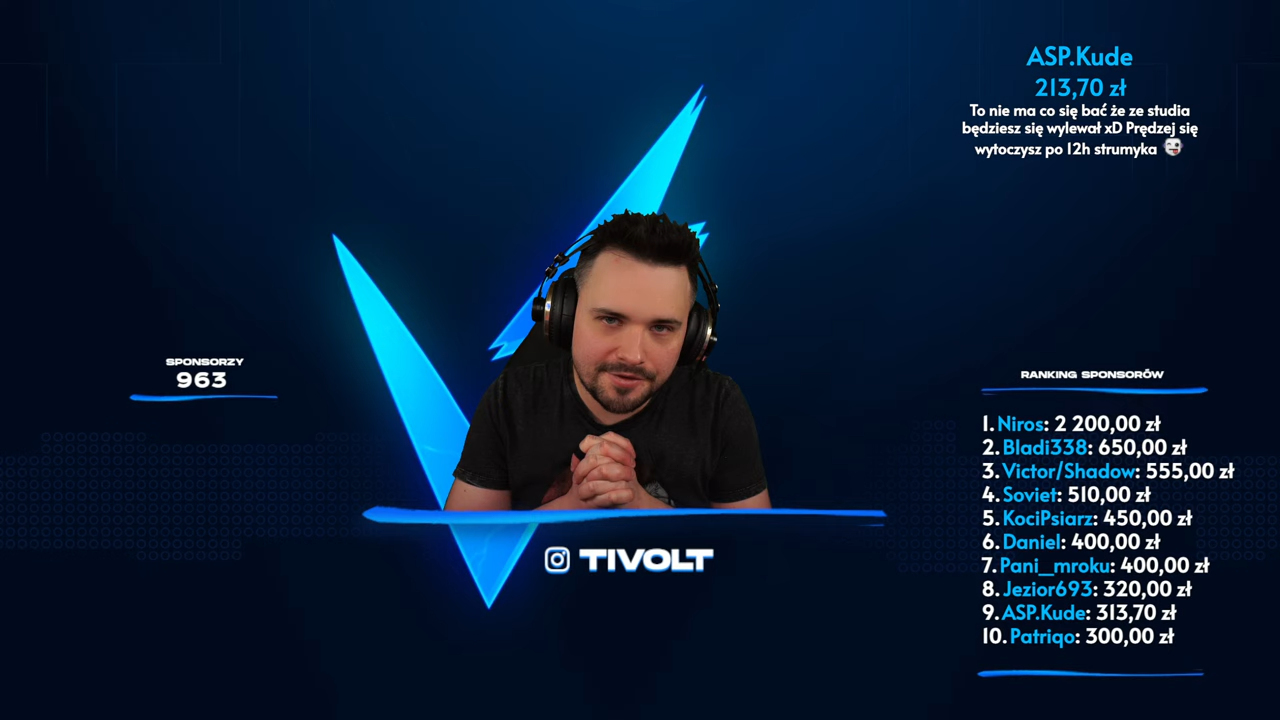 ASP.Kude
213,70 zł
To nie ma co się bać że ze studia
będziesz się wylewał xD Prędzej się
wytoczysz po 12h strumyka 👻
SPONSORZY
963
TIVOLT
RANKING SPONSORÓW
1. Niros: 2 200,00 zł
2. Bladi338: 650,00 zł
3. Victor/Shadow: 555,00 zł
4. Soviet: 510,00 zł
5. KociPsiarz: 450,00 zł
6. Daniel: 400,00 zł
7. Pani_mroku: 400,00 zł
8. Jezior693: 320,00 zł
9. ASP.Kude: 313,70 zł
10. Patriqo: 300,00 zł